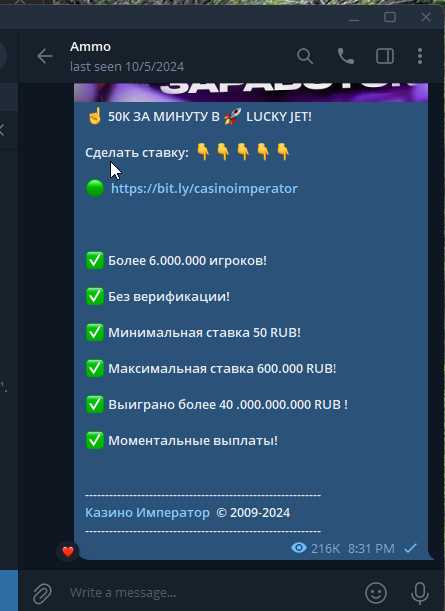 Ammo
last seen 10/5/2024
ЗАРАБОТОК
☝️ 50K ЗА МИНУТУ В 🚀 LUCKY JET!
Сделать ставку: 👇👇👇👇👇
🟢 https://bit.ly/casinoimperator
✅ Более 6.000.000 игроков!
✅ Без верификации!
✅ Минимальная ставка 50 RUB!
✅ Максимальная ставка 600.000 RUB!
✅ Выиграно более 40 .000.000.000 RUB !
✅ Моментальные выплаты!
-----------------------------------------------------------
Казино Император © 2009-2024
-----------------------------------------------------------
216K 8:31 PM
Write a message...